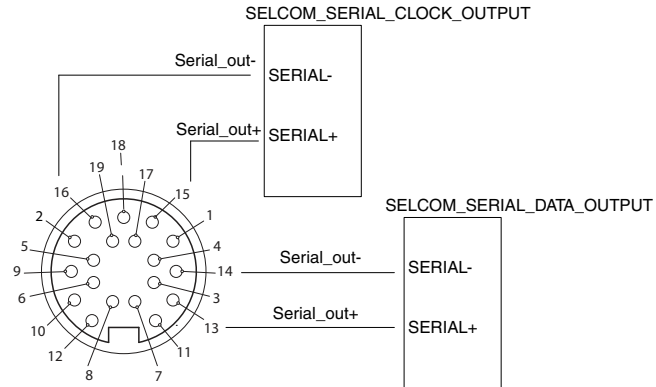 SELCOM_SERIAL_CLOCK_OUTPUT
Serial_out-
SERIAL-
Serial_out+
SERIAL+
18
19
17
16
15
SELCOM_SERIAL_DATA_OUTPUT
2
1
5
4
Serial_out-
SERIAL-
9
14
6
3
Serial_out+
SERIAL+
10
13
12
11
8
7